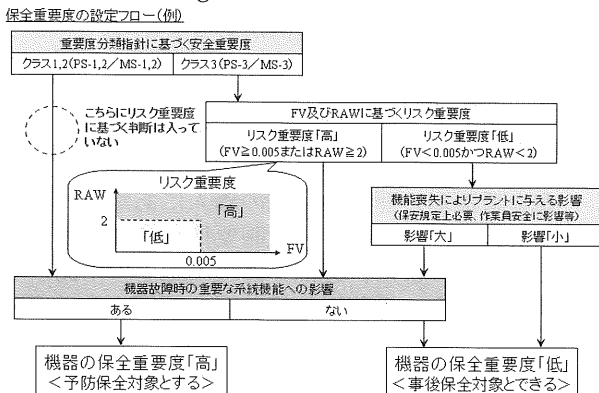 保全重要度の設定フロー(例)
重要度分類指針に基づく安全重要度
クラス1,2(PS-1,2/MS-1,2)
クラス3(PS-3/MS-3)
こちらにリスク重要度
に基づく判断は入って
いない
FV及びRAWに基づくリスク重要度
リスク重要度「高」
(FV≧0.005またはRAW≧2)
リスク重要度「低」
(FV<0.005かつRAW<2)
リスク重要度
RAW
「高」
2
「低」
FV
0.005
機能喪失によりプラントに与える影響
(保安規定上必要、作業員安全に影響等)
影響「大」
影響「小」
機器故障時の重要な系統機能への影響
ある
ない
機器の保全重要度「高」
<予防保全対象とする>
機器の保全重要度「低」
<事後保全対象とできる>